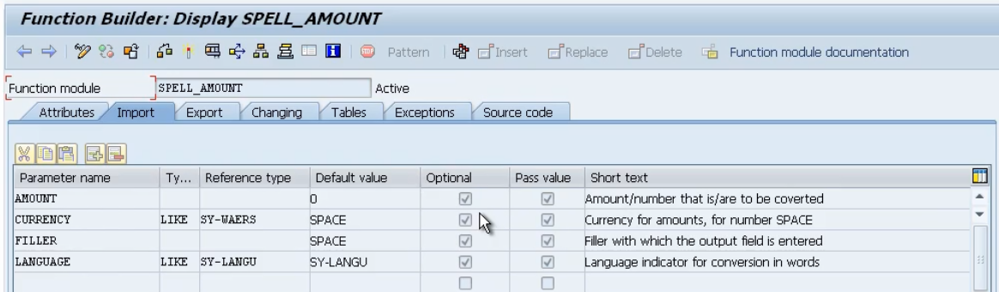 Function Builder: Display SPELL_AMOUNT
Pattern Insert Replace Delete Function module documentation
Function module SPELL_AMOUNT Active
Attributes Import Export Changing Tables Exceptions Source code
Parameter name Ty... Reference type Default value Optional Pass value Short text
AMOUNT 0 Amount/number that is/are to be coverted
CURRENCY LIKE SY-WAERS SPACE Currency for amounts, for number SPACE
FILLER SPACE Filler with which the output field is entered
LANGUAGE LIKE SY-LANGU SY-LANGU Language indicator for conversion in words